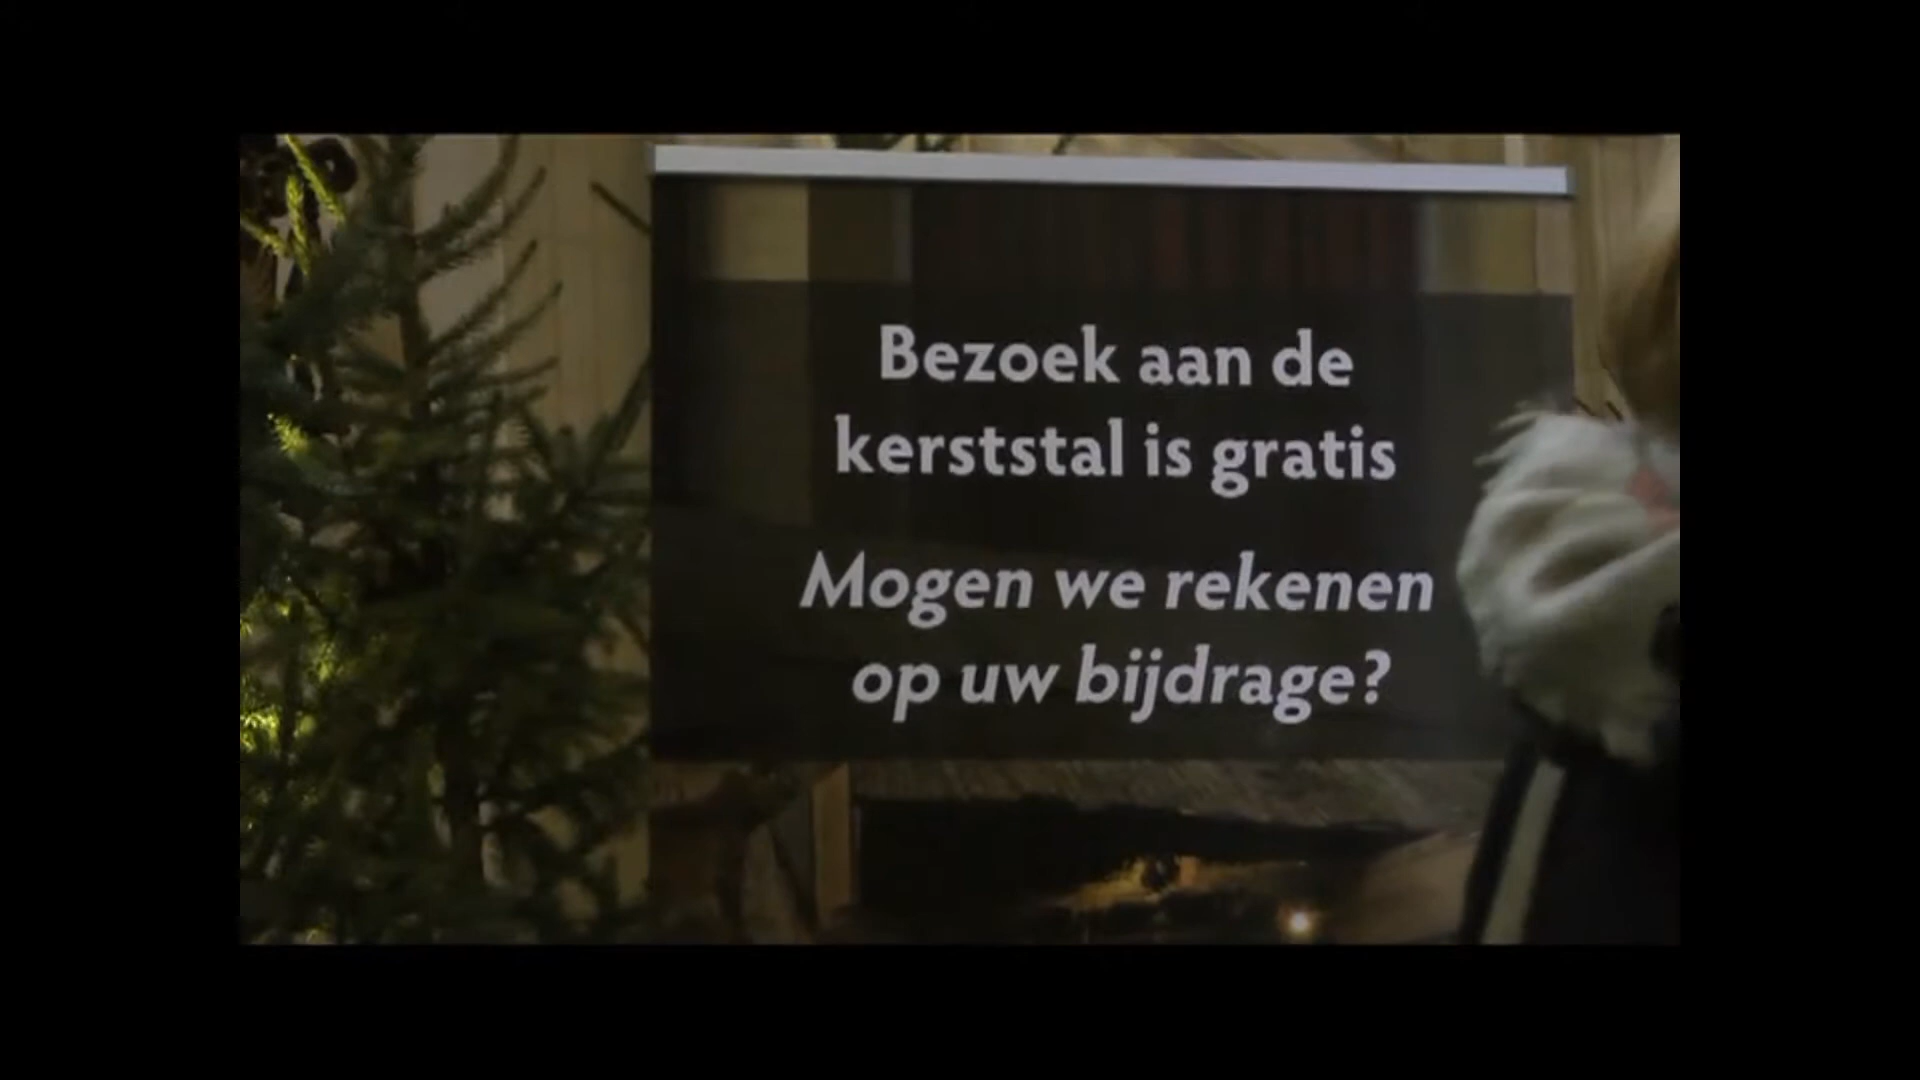 Bezoek aan de
kerststal is gratis
Mogen we rekenen
op uw bijdrage?